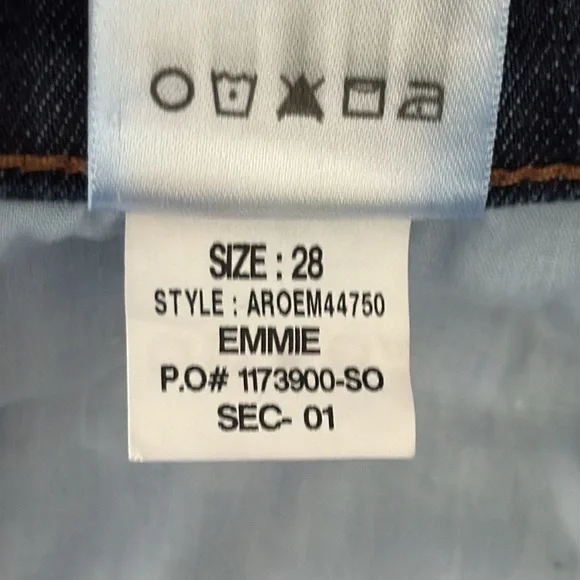 SIZE : 28
STYLE : AROEM44750
EMMIE
P.O# 1173900-SO
SEC- 01